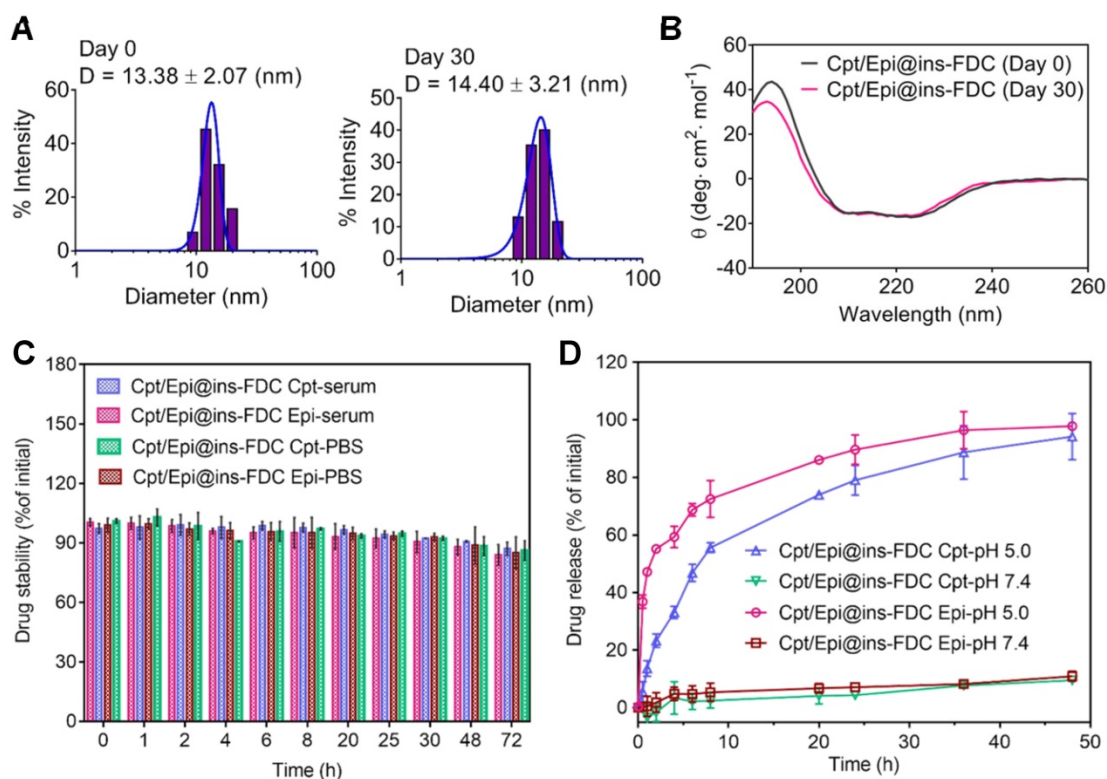 A
Day 0
D = 13.38 ± 2.07 (nm)
% Intensity
60
40
20
0
1
10
100
Diameter (nm)
Day 30
D = 14.40 ± 3.21 (nm)
% Intensity
50
40
30
20
10
0
1
10
100
Diameter (nm)
B
Cpt/Epi@ins-FDC (Day 0)
Cpt/Epi@ins-FDC (Day 30)
θ (deg· cm²· mol⁻¹)
60
40
20
0
-20
-40
200
220
240
260
Wavelength (nm)
C
Cpt/Epi@ins-FDC Cpt-serum
Cpt/Epi@ins-FDC Epi-serum
Cpt/Epi@ins-FDC Cpt-PBS
Cpt/Epi@ins-FDC Epi-PBS
Drug stability (%of initial)
180
150
120
90
60
30
0
0 1 2 4 6 8 20 25 30 48 72
Time (h)
D
Drug release (% of initial)
120
100
80
60
40
20
0
Cpt/Epi@ins-FDC Cpt-pH 5.0
Cpt/Epi@ins-FDC Cpt-pH 7.4
Cpt/Epi@ins-FDC Epi-pH 5.0
Cpt/Epi@ins-FDC Epi-pH 7.4
0 10 20 30 40 50
Time (h)